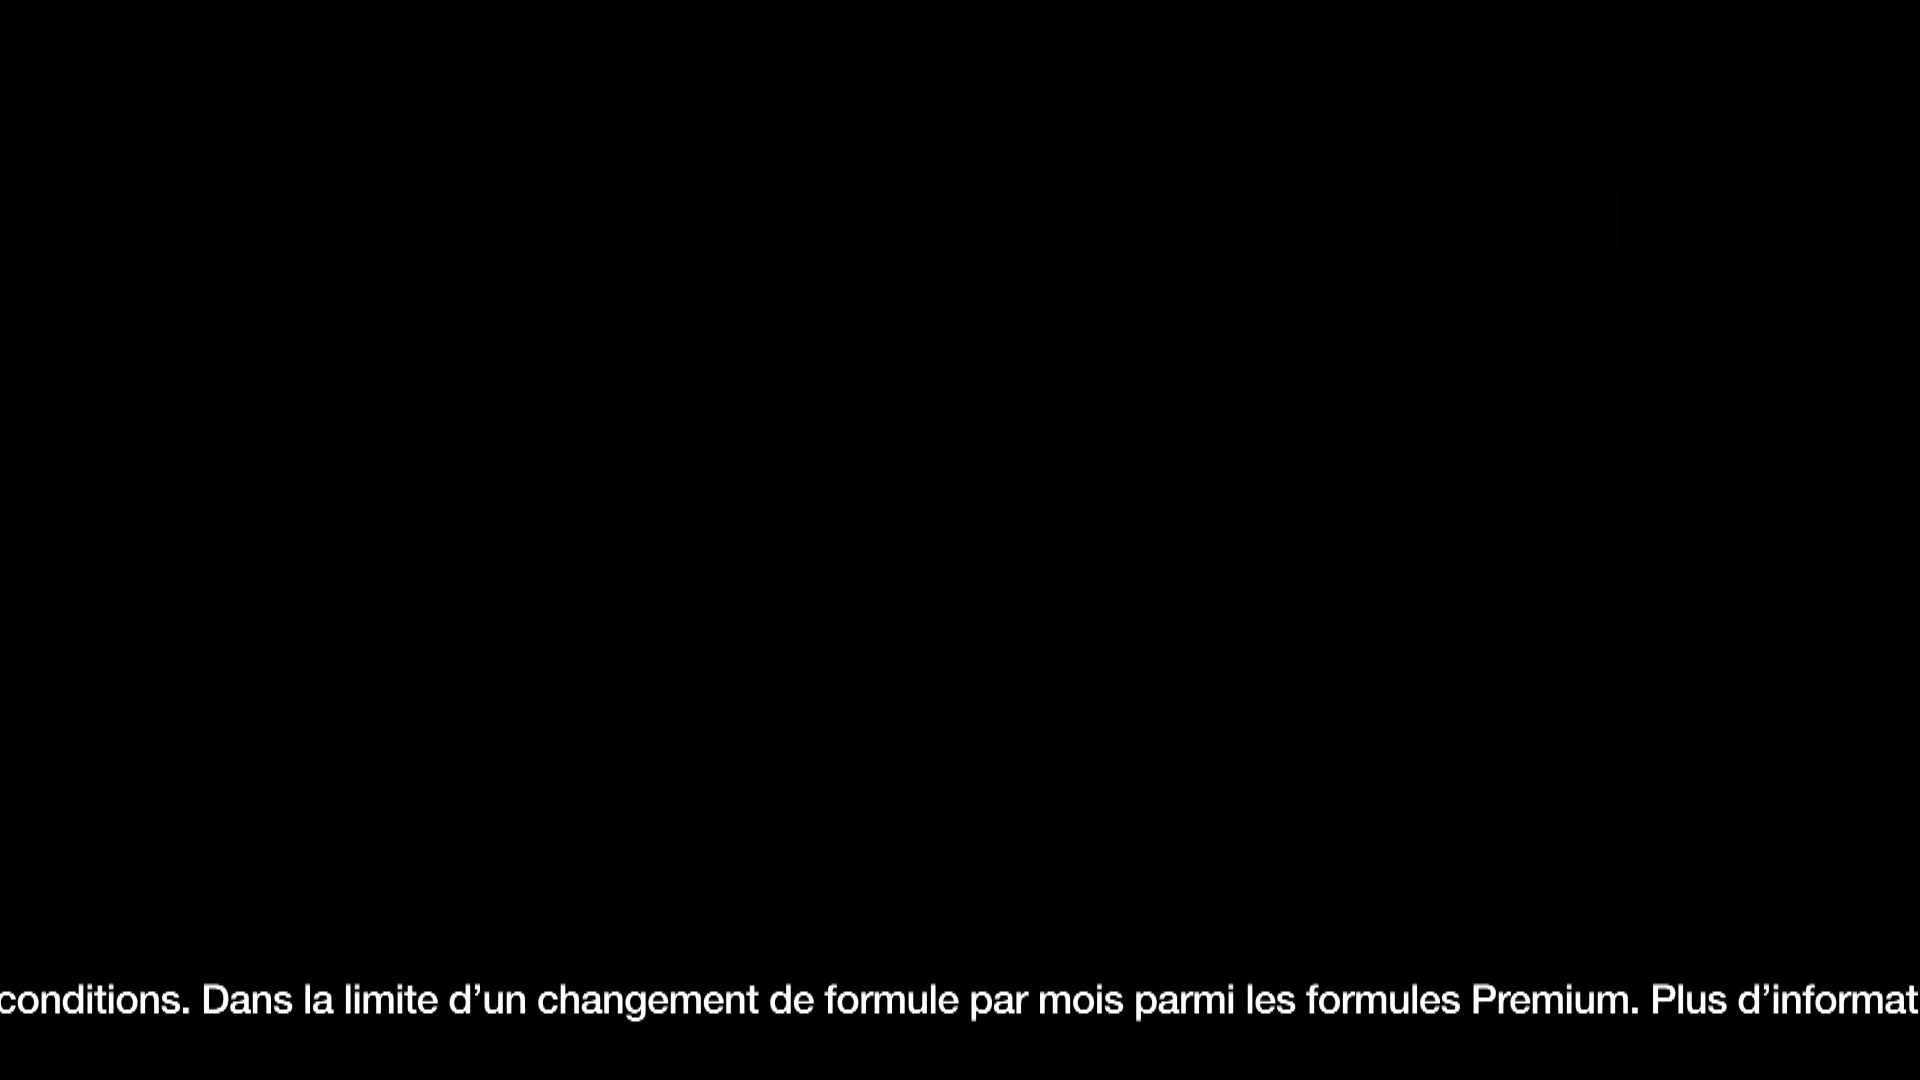 conditions. Dans la limite d’un changement de formule par mois parmi les formules Premium. Plus d’informat